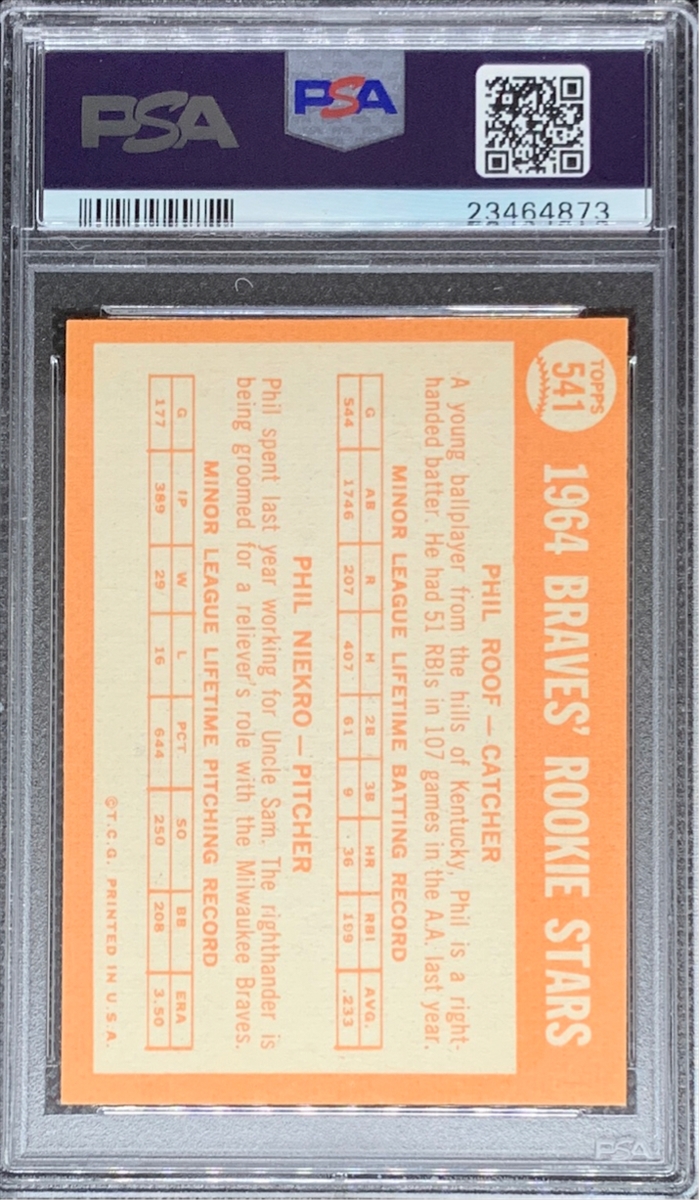 PSA
PSA
23464873
TOPPS
541
1964 BRAVES' ROOKIE STARS
PHIL ROOF — CATCHER
A young ballplayer from the hills of Kentucky, Phil is a right-
handed batter. He had 51 RBIs in 107 games in the A.A. last year.
MINOR LEAGUE LIFETIME BATTING RECORD
G AB R H 2B 3B HR RBI AVG.
544 1746 207 407 61 9 36 199 .233
PHIL NIEKRO — PITCHER
Phil spent last year working for Uncle Sam. The righthander is
being groomed for a reliever's role with the Milwaukee Braves.
MINOR LEAGUE LIFETIME PITCHING RECORD
G IP W L PCT SO BB ERA
177 389 29 16 644 250 208 3.50
©T.C.G. PRINTED IN U.S.A.
PSA